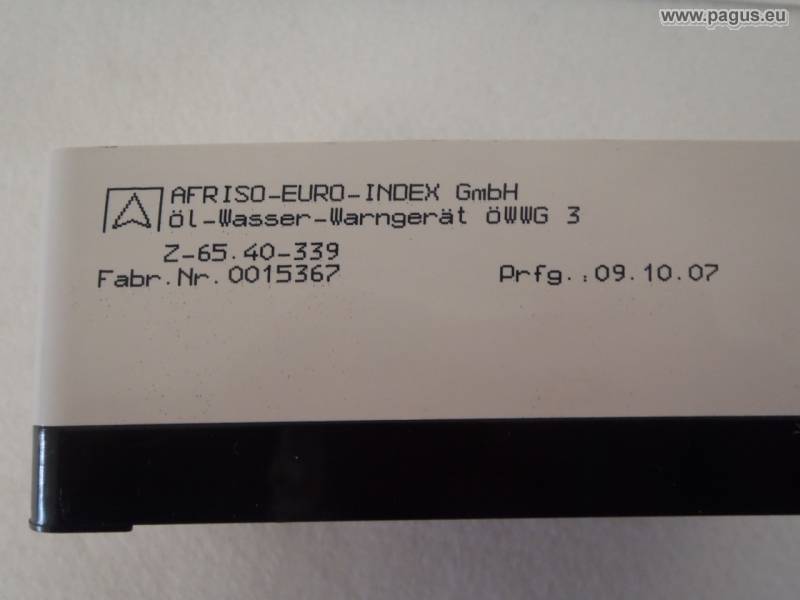 www.pagus.eu
AFRISO-EURO-INDEX GmbH
Öl-Wasser-Warngerät ÖWWG 3
Z-65.40-339
Fabr.Nr.0015367 Prfg.:09.10.07